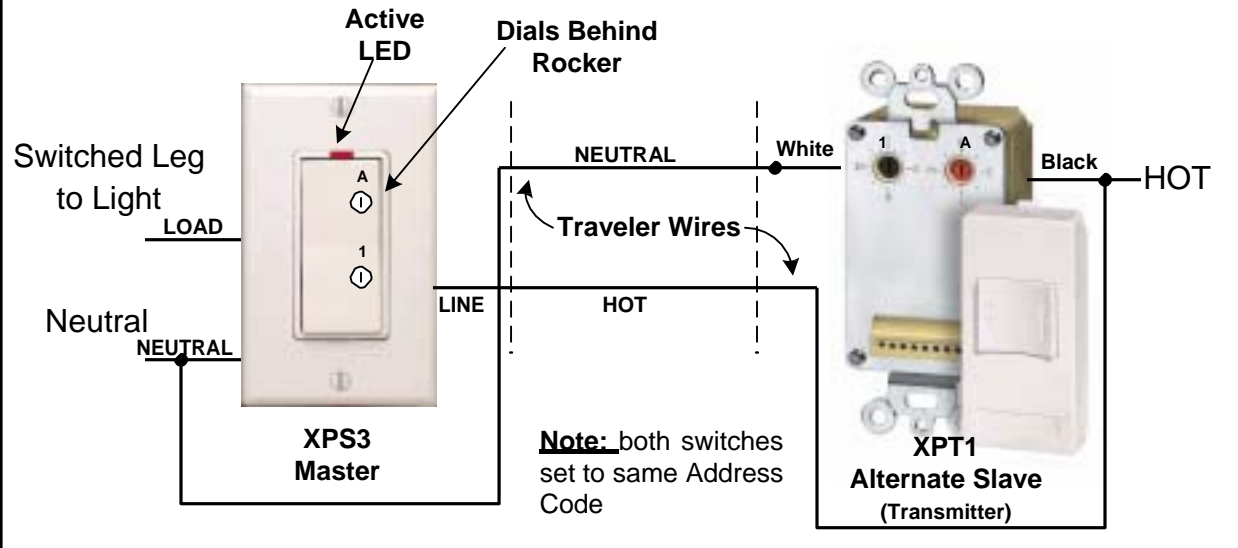 Active
LED
Dials Behind
Rocker
Switched Leg
to Light
LOAD
A
1
Neutral
NEUTRAL
LINE
NEUTRAL
Traveler Wires
HOT
White
1
A
Black
HOT
XPS3
Master
Note: both switches
set to same Address
Code
XPT1
Alternate Slave
(Transmitter)